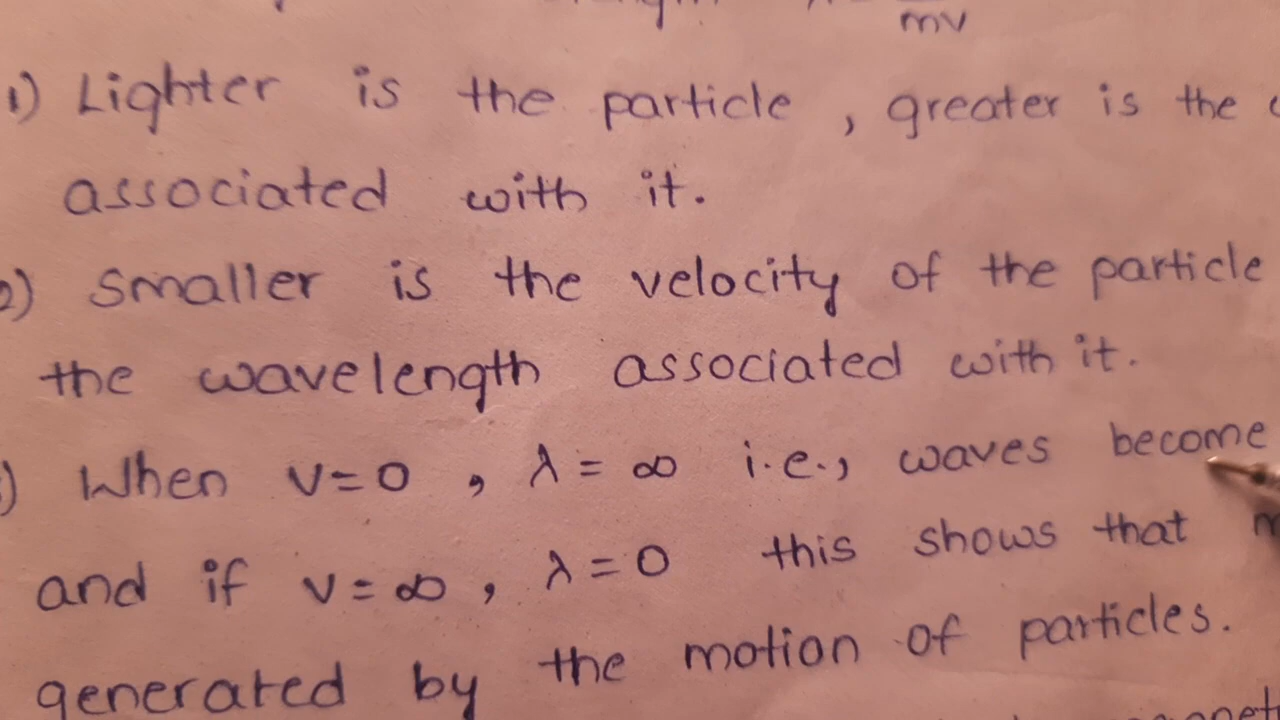 mv
1) Lighter is the particle , greater is the
associated with it.
2) Smaller is the velocity of the particle
the wavelength associated with it.
) When v=0 , λ = ∞ i.e., waves become
and if v=∞ , λ=0 this shows that
generated by the motion of particles.